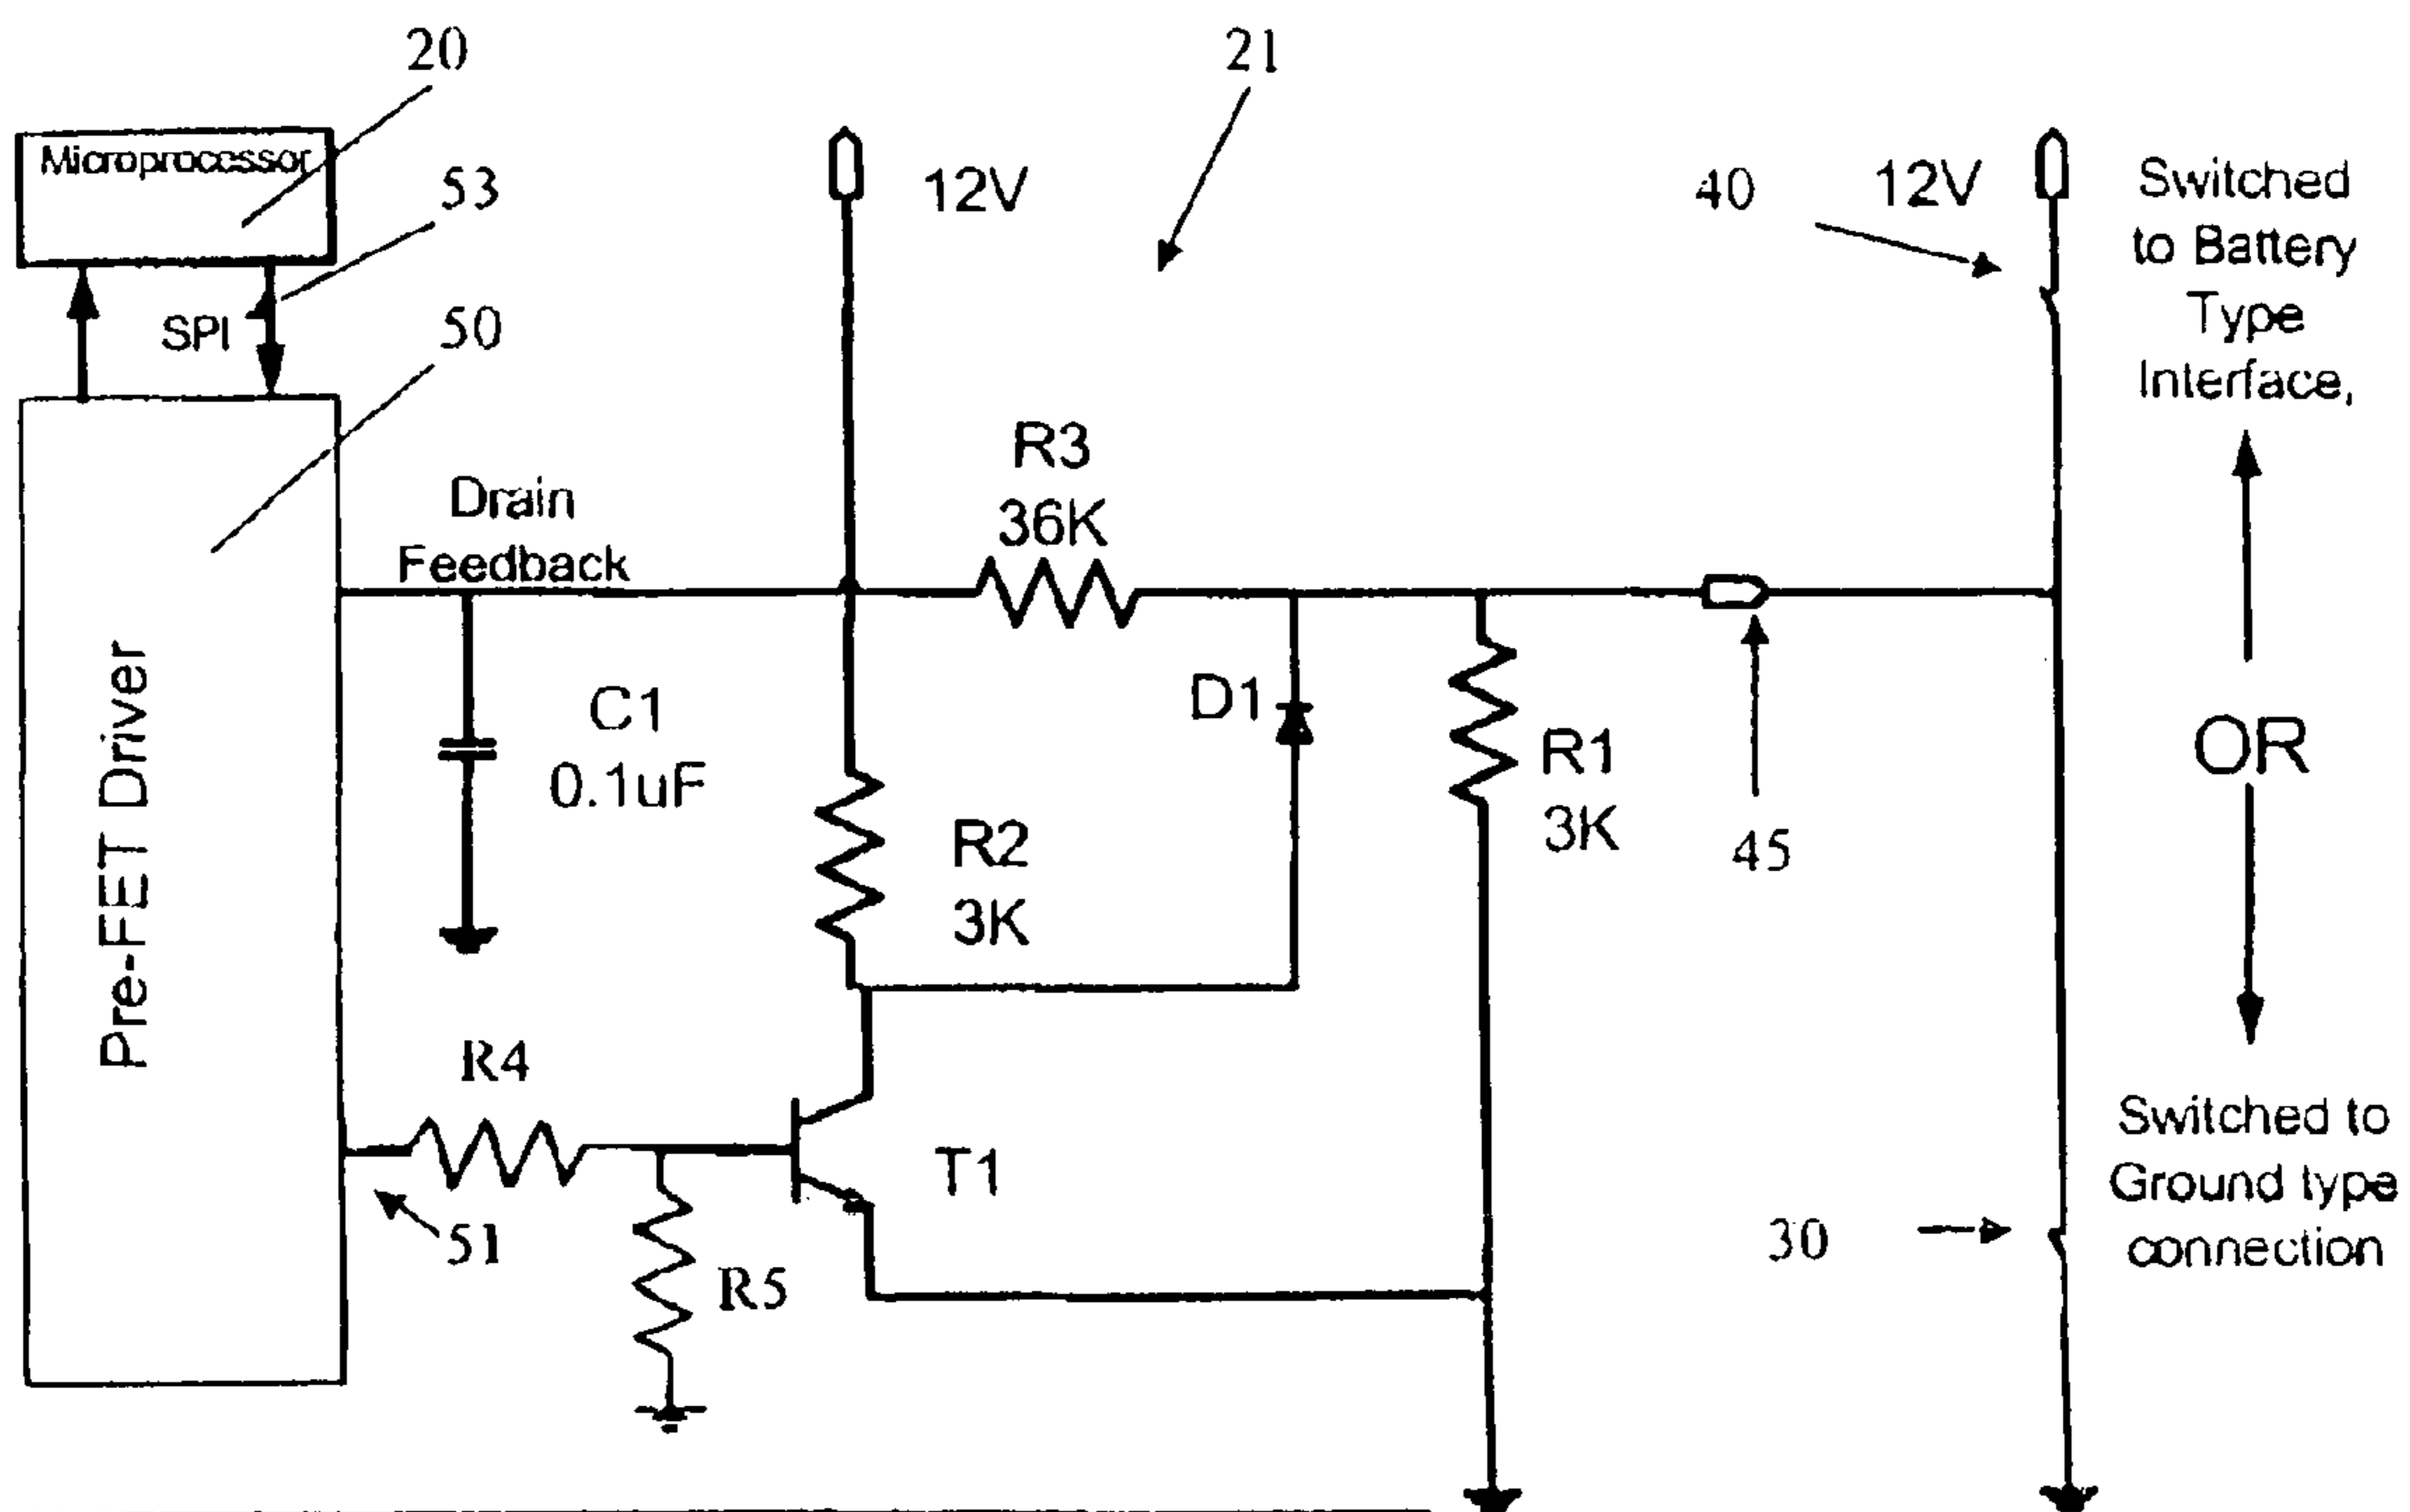 20
21
Microprocessor
53
12V
40
12V
Switched
to Battery
Type
Interface,
SPI
50
R3
36K
Drain
Feedback
Pre-FET Driver
C1
0.1uF
D1
R1
3K
45
OR
R2
3K
R4
51
R5
T1
30
Switched to
Ground type
connection